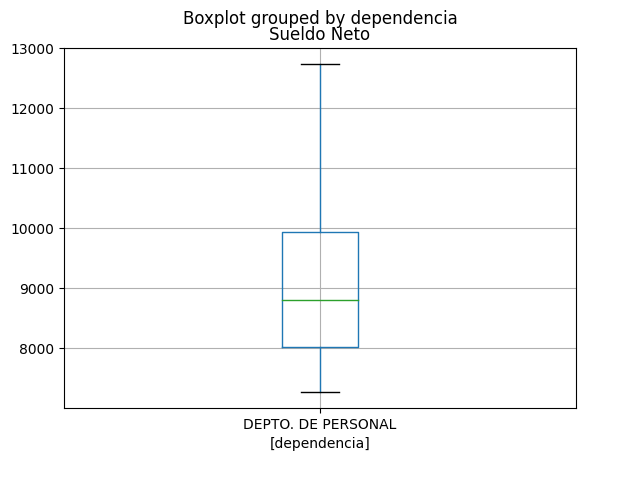 Boxplot grouped by dependencia
Sueldo Neto
13000
12000
11000
10000
9000
8000
DEPTO. DE PERSONAL
[dependencia]